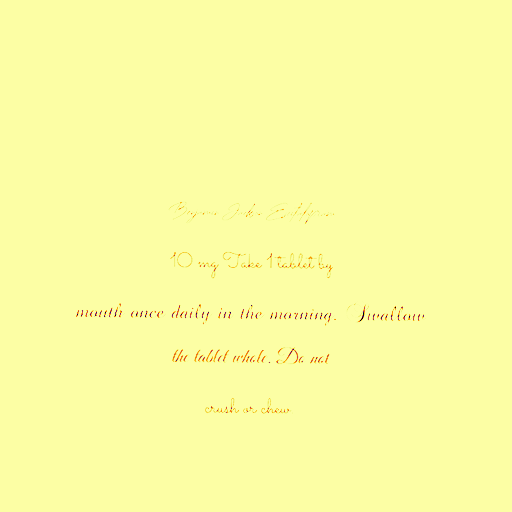 10 mg Take 1 tablet by
mouth once daily in the morning. Swallow
the tablet whole. Do not
crush or chew